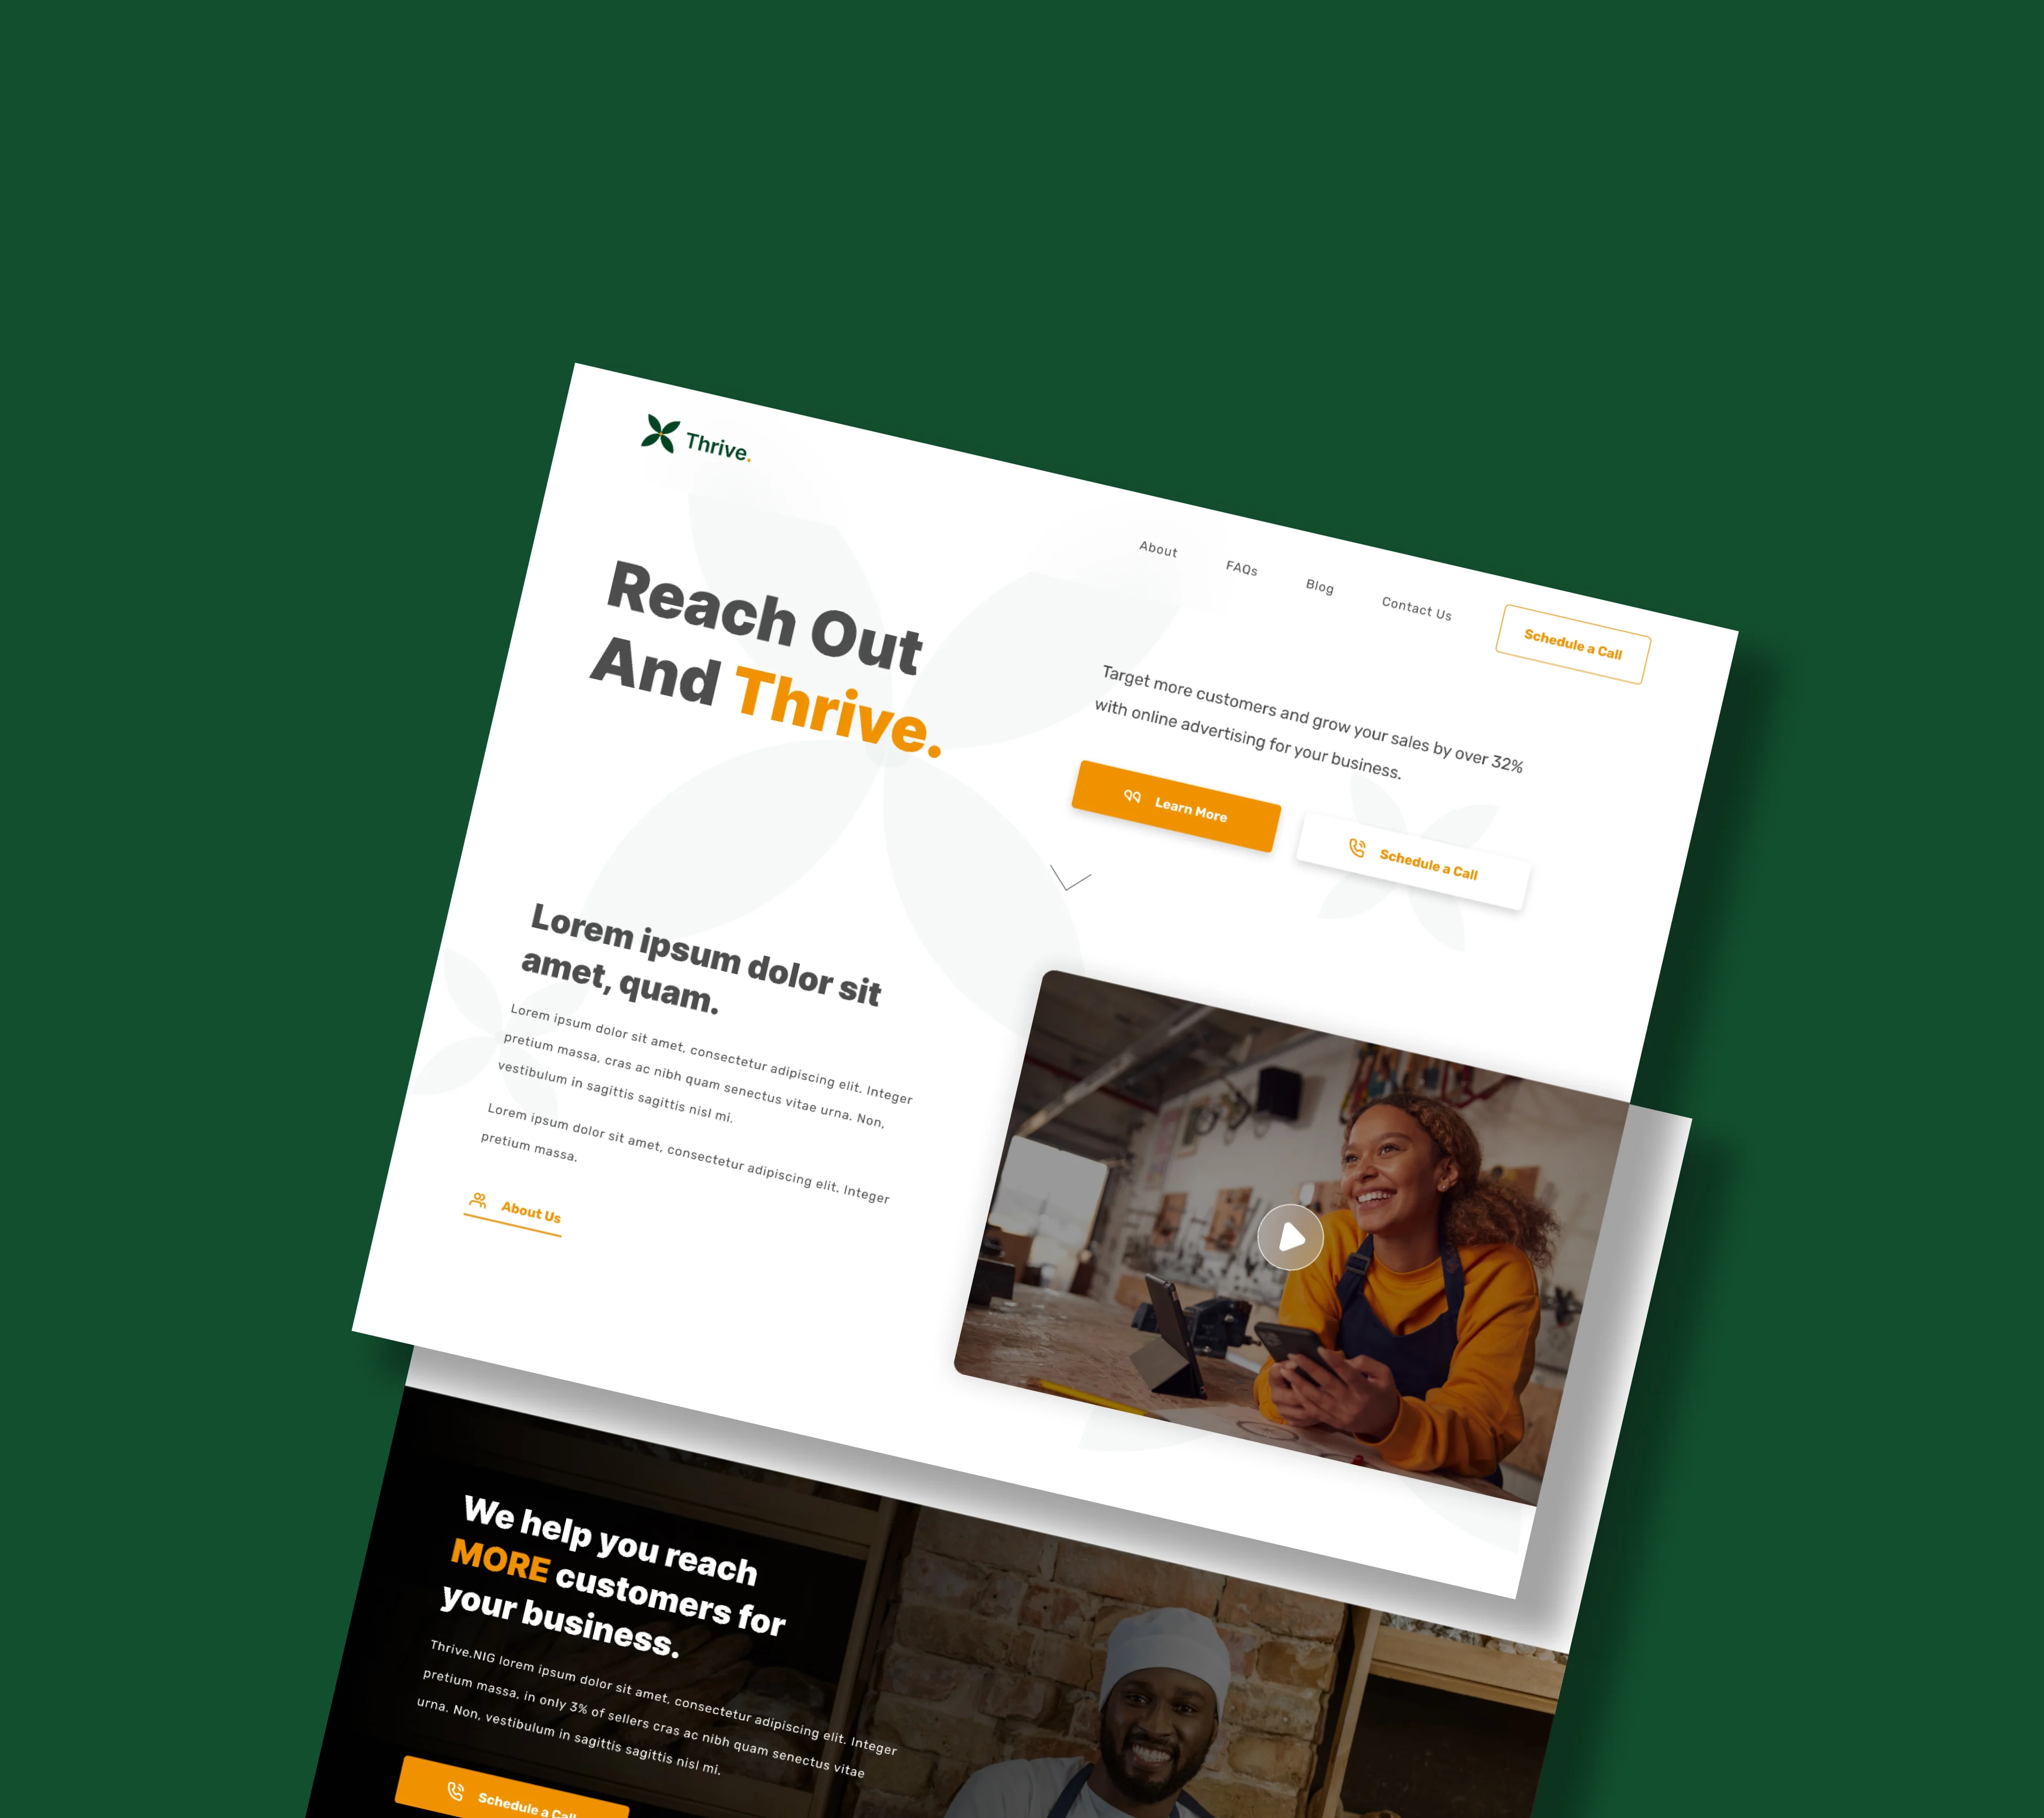 Thrive.
About
FAQs
Blog
Contact Us
Schedule a Call
Reach Out
And Thrive.
Target more customers and grow your sales by over 32%
with online advertising for your business.
Learn More
Schedule a Call
Lorem ipsum dolor sit
amet, quam.
Lorem ipsum dolor sit amet, consectetur adipiscing elit. Integer
pretium massa, cras ac nibh quam senectus vitae urna. Non,
vestibulum in sagittis sagittis nisl mi.
Lorem ipsum dolor sit amet, consectetur adipiscing elit. Integer
pretium massa.
About Us
We help you reach
MORE customers for
your business.
Thrive.NIG lorem ipsum dolor sit amet, consectetur adipiscing elit. Integer
pretium massa, in only 3% of sellers cras ac nibh quam senectus vitae
urna. Non, vestibulum in sagittis sagittis nisl mi.
Schedule a Call